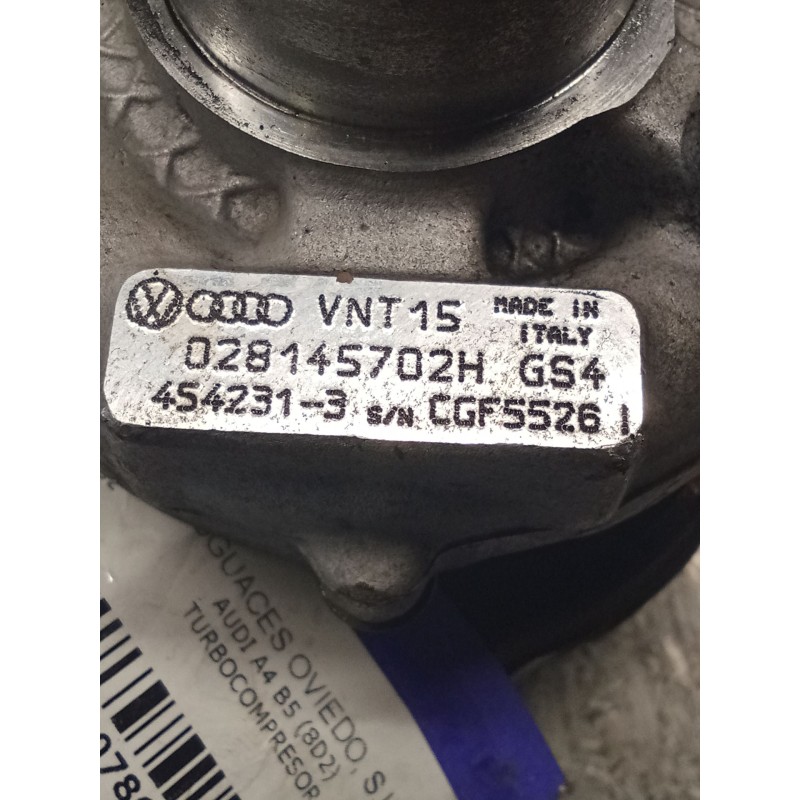 VNT15 MADE IN ITALY
028145702H GS4
454231-3 S/N CGF5526 I
GUACES OVIEDO, S
AUDI A4 B5 (8D2)
TURBOCOMPRESOR